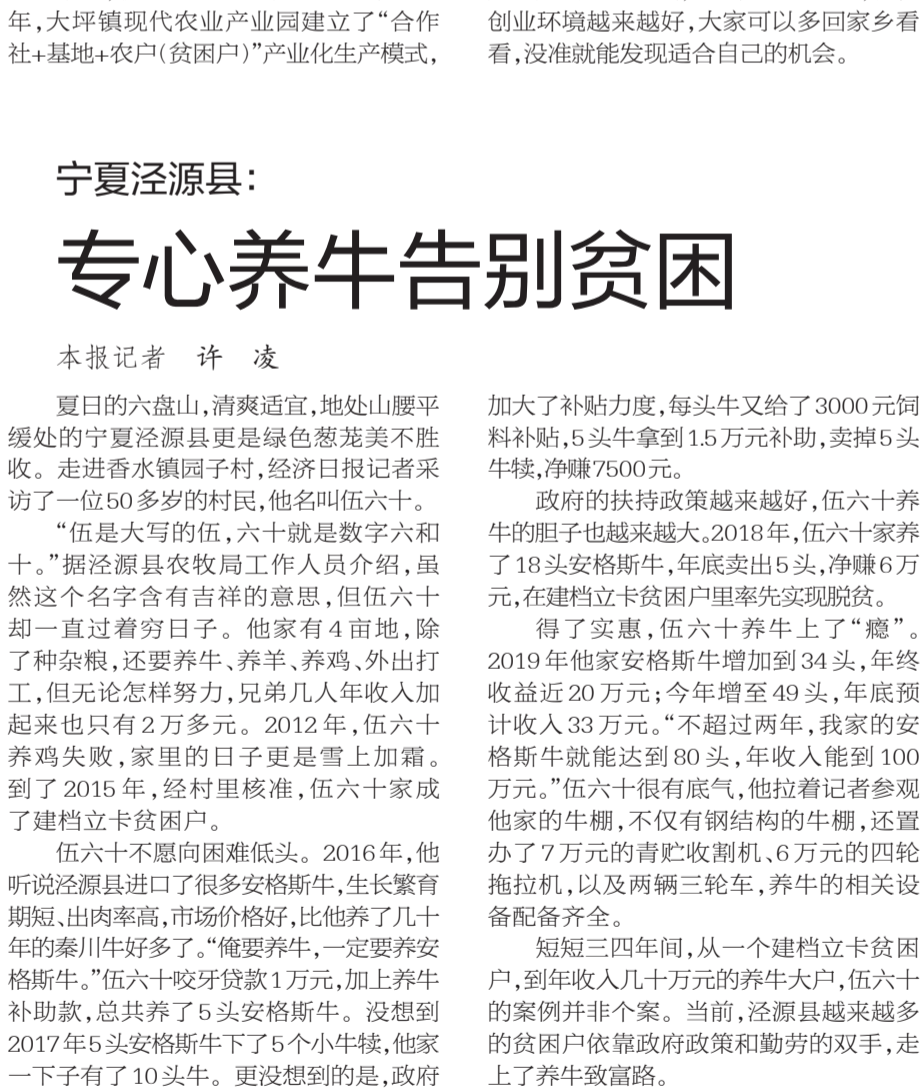 年，大坪镇现代农业产业园建立了“合作
社+基地+农户（贫困户）”产业化生产模式，
创业环境越来越好，大家可以多回家乡看
看，没准就能发现适合自己的机会。
宁夏泾源县：
专心养牛告别贫困
本报记者 许 凌
夏日的六盘山，清爽适宜，地处山腰平
缓处的宁夏泾源县更是绿色葱茏美不胜
收。走进香水镇园子村，经济日报记者采
访了一位50多岁的村民，他名叫伍六十。
“伍是大写的伍，六十就是数字六和
十。”据泾源县农牧局工作人员介绍，虽
然这个名字含有吉祥的意思，但伍六十
却一直过着穷日子。他家有4亩地，除
了种杂粮，还要养牛、养羊、养鸡、外出打
工，但无论怎样努力，兄弟几人年收入加
起来也只有2万多元。2012年，伍六十
养鸡失败，家里的日子更是雪上加霜。
到了2015年，经村里核准，伍六十家成
了建档立卡贫困户。
伍六十不愿向困难低头。2016年，他
听说泾源县进口了很多安格斯牛，生长繁育
期短、出肉率高，市场价格好，比他养了几十
年的秦川牛好多了。“俺要养牛，一定要养安
格斯牛。”伍六十咬牙贷款1万元，加上养牛
补助款，总共养了5头安格斯牛。没想到
2017年5头安格斯牛下了5个小牛犊，他家
一下子有了10头牛。更没想到的是，政府
加大了补贴力度，每头牛又给了3000元饲
料补贴，5头牛拿到1.5万元补助，卖掉5头
牛犊，净赚7500元。
政府的扶持政策越来越好，伍六十养
牛的胆子也越来越大。2018年，伍六十家养
了18头安格斯牛，年底卖出5头，净赚6万
元，在建档立卡贫困户里率先实现脱贫。
得了实惠，伍六十养牛上了“瘾”。
2019年他家安格斯牛增加到34头，年终
收益近20万元；今年增至49头，年底预
计收入33万元。“不超过两年，我家的安
格斯牛就能达到80头，年收入能到100
万元。”伍六十很有底气，他拉着记者参观
他家的牛棚，不仅有钢结构的牛棚，还置
办了7万元的青贮收割机、6万元的四轮
拖拉机，以及两辆三轮车，养牛的相关设
备配备齐全。
短短三四年间，从一个建档立卡贫困
户，到年收入几十万元的养牛大户，伍六十
的案例并非个案。当前，泾源县越来越多
的贫困户依靠政府政策和勤劳的双手，走
上了养牛致富路。